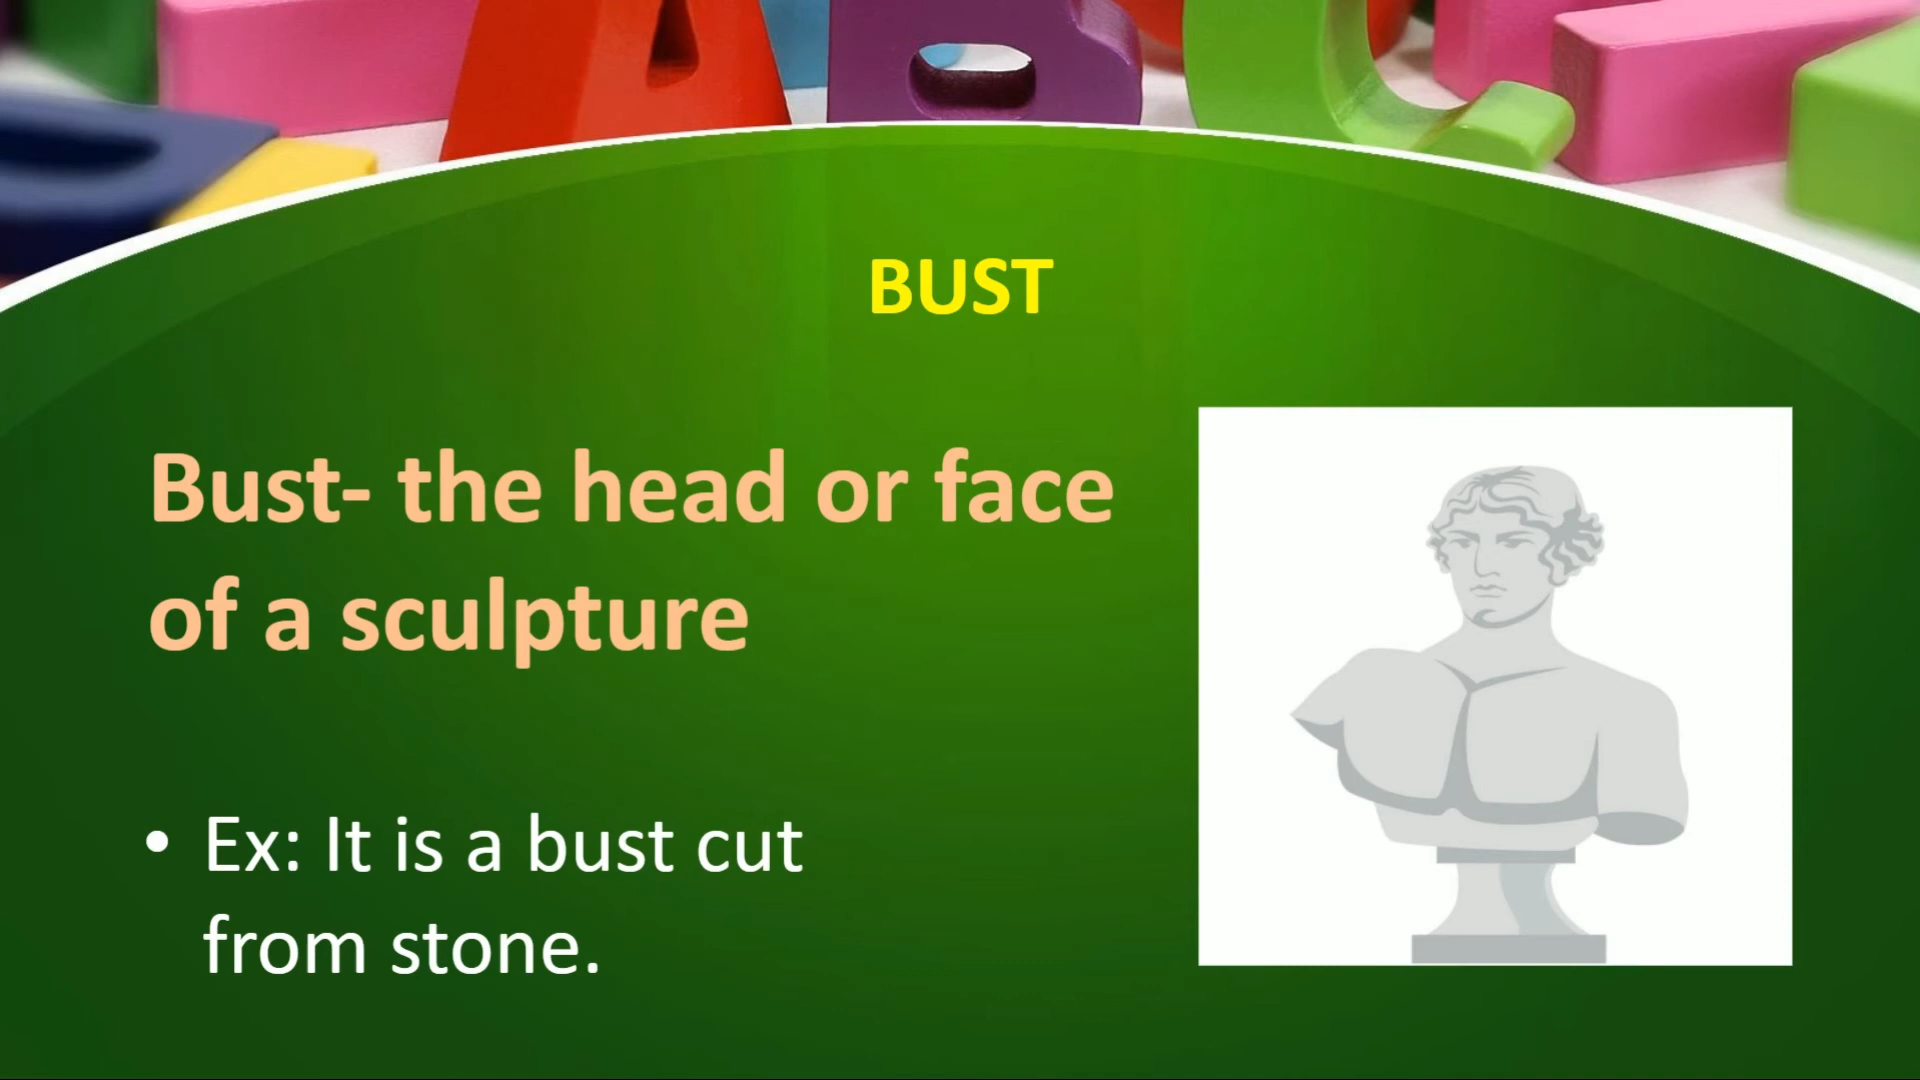 BUST
Bust- the head or face
of a sculpture
• Ex: It is a bust cut
from stone.